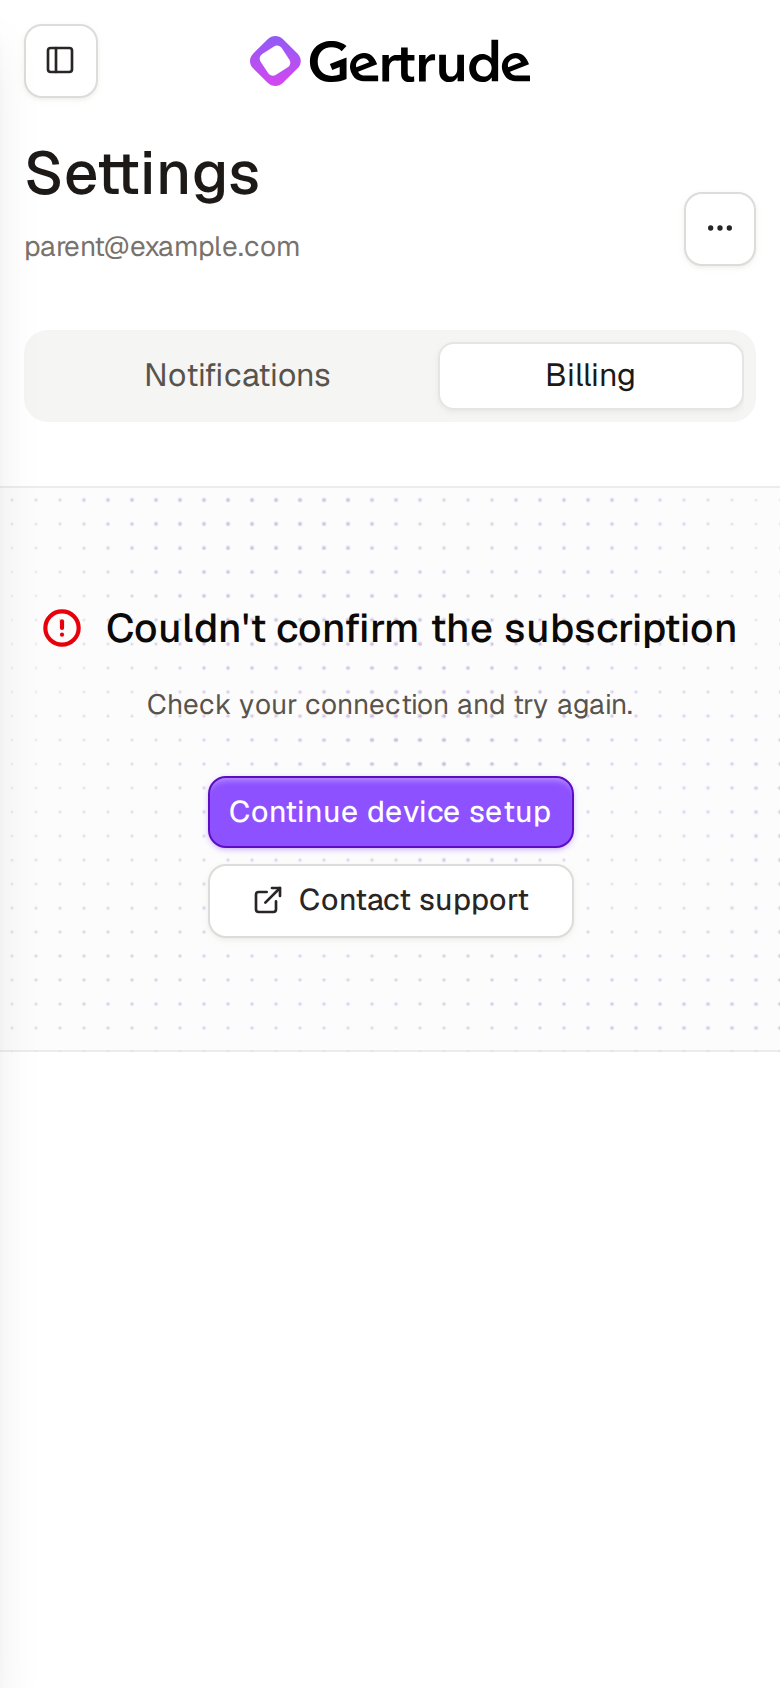 Gertrude
Settings
parent@example.com
Notifications
Billing
Couldn't confirm the subscription
Check your connection and try again.
Continue device setup
Contact support